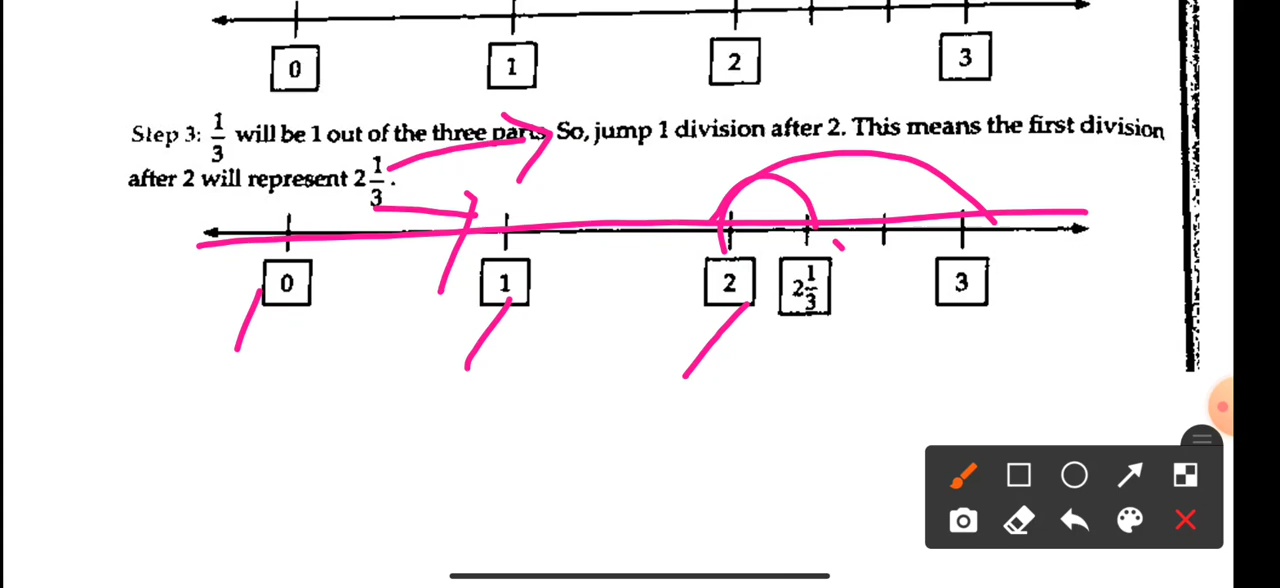 0 1 2 3
Step 3: 1/3 will be 1 out of the three parts. So, jump 1 division after 2. This means the first division
after 2 will represent 2 1/3.
0 1 2 2 1/3 3